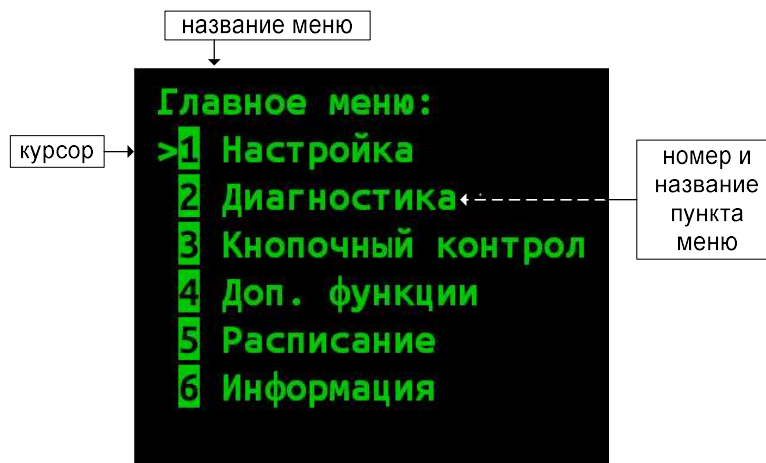 название меню
Главное меню:
курсор
>1 Настройка
2 Диагностика
3 Кнопочный контрол
4 Доп. функции
5 Расписание
6 Информация
номер и
название
пункта
меню